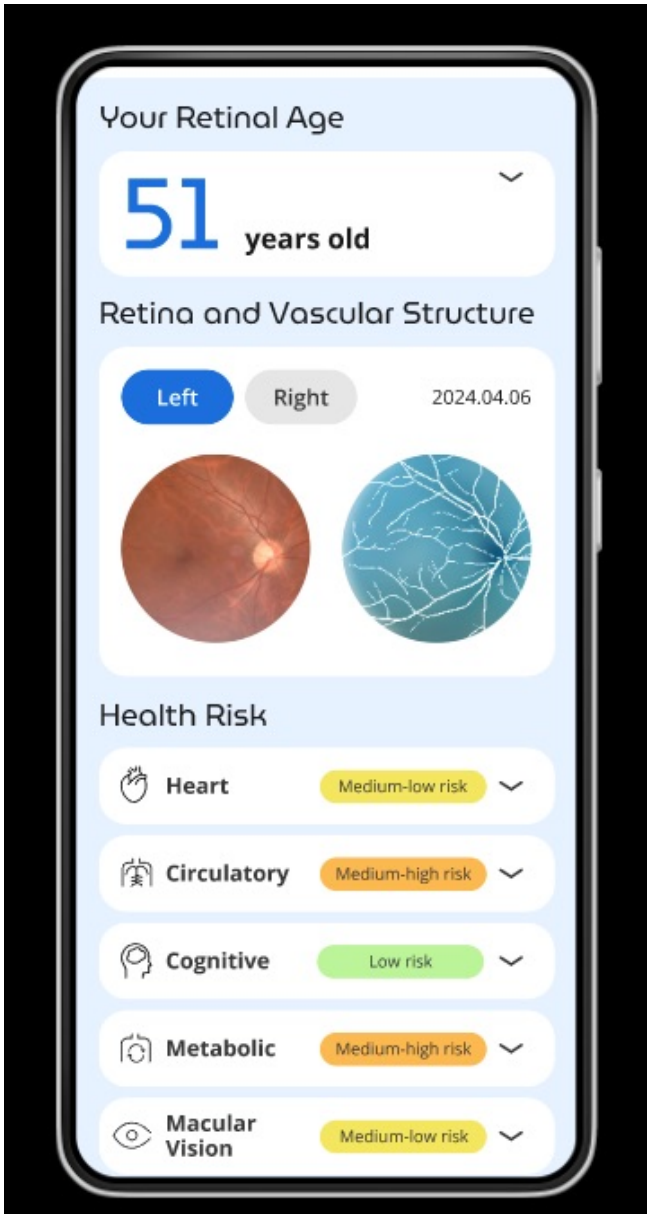 Your Retinal Age
51 years old
Retina and Vascular Structure
Left Right 2024.04.06
Health Risk
Heart Medium-low risk
Circulatory Medium-high risk
Cognitive Low risk
Metabolic Medium-high risk
Macular
Vision Medium-low risk